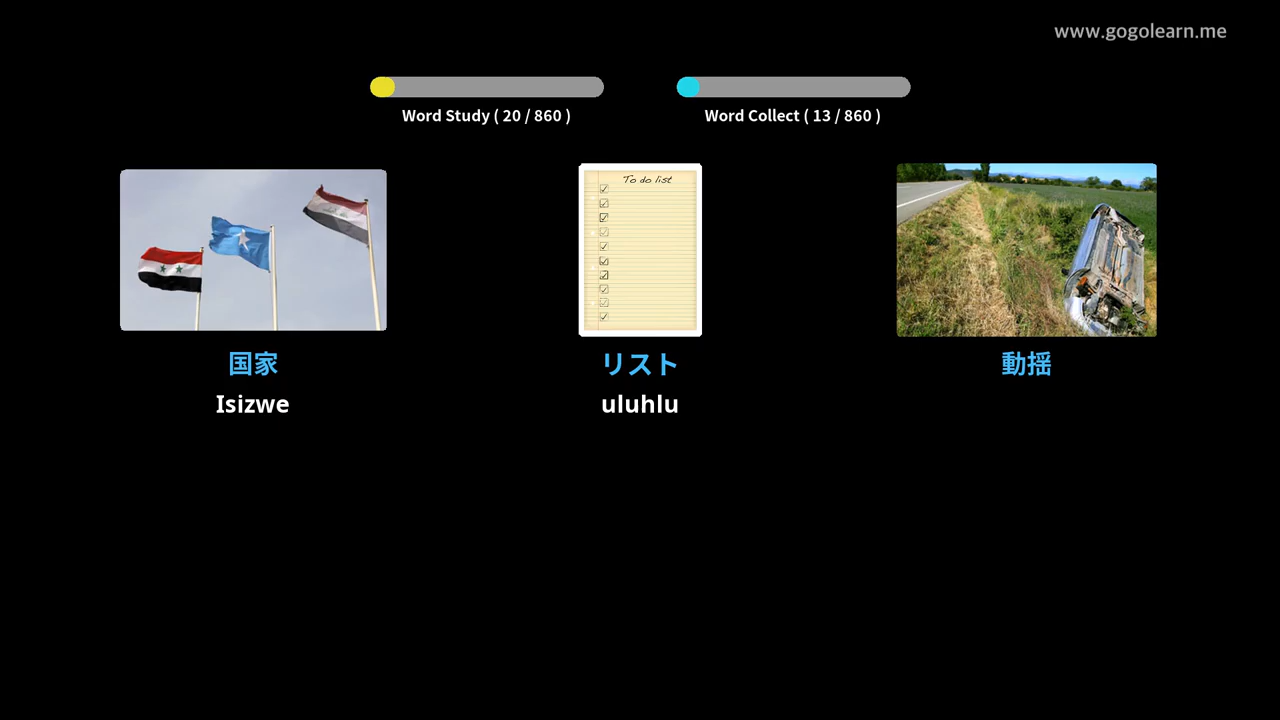 www.gogolearn.me
Word Study ( 20 / 860 )
Word Collect ( 13 / 860 )
To do list
国家
リスト
動揺
Isizwe
uluhlu